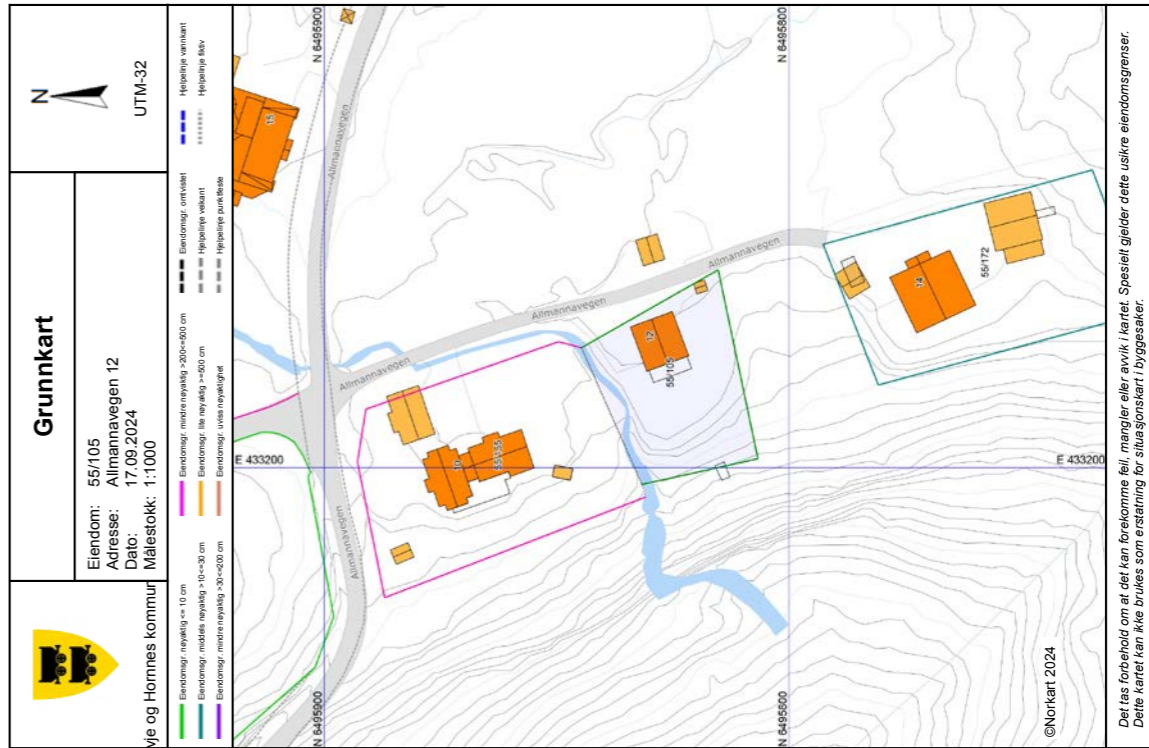 Grunnkart
N
UTM-32
Eiendom: 55/105
Adresse: Allmannavegen 12
Dato: 17.09.2024
Målestokk: 1:1000
vje og Hornnes kommun
Eiendomsgr. nøyaktig <= 10 cm
Eiendomsgr. middels nøyaktig >10<=30 cm
Eiendomsgr. mindre nøyaktig >30<=200 cm
Eiendomsgr. mindre nøyaktig >200<=500 cm
Eiendomsgr. lite nøyaktig >=500 cm
Eiendomsgr. uviss nøyaktighet
Eiendomsgr. omtvistet
Hjelpelinje veikant
Hjelpelinje punktfeste
Hjelpelinje vannkant
Hjelpelinje fiktiv
N 6495900
N 6495800
15
Allmannavegen
Allmannavegen
Allmannavegen
Allmannavegen
Allmannavegen
12
55/105
14
55/172
10
55/155
E 433200
E 433200
N 6495900
N 6495800
©Norkart 2024
Det tas forbehold om at det kan forekomme feil, mangler eller avvik i kartet. Spesielt gjelder dette usikre eiendomsgrenser.
Dette kartet kan ikke brukes som erstatning for situasjonskart i byggesaker.